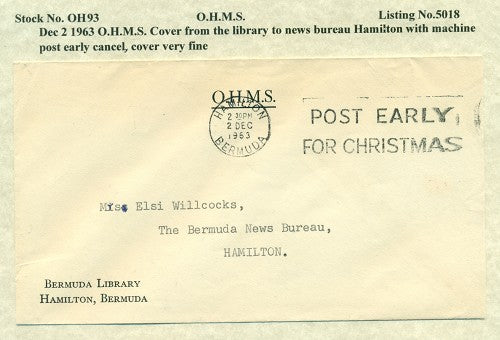 Stock No. OH93 O.H.M.S. Listing No.5018
Dec 2 1963 O.H.M.S. Cover from the library to news bureau Hamilton with machine
post early cancel, cover very fine
O.H.M.S.
HAMILTON
2 30PM
2 DEC
1963
BERMUDA
POST EARLY
FOR CHRISTMAS
Miss Elsi Willcocks,
The Bermuda News Bureau,
HAMILTON.
BERMUDA LIBRARY
HAMILTON, BERMUDA